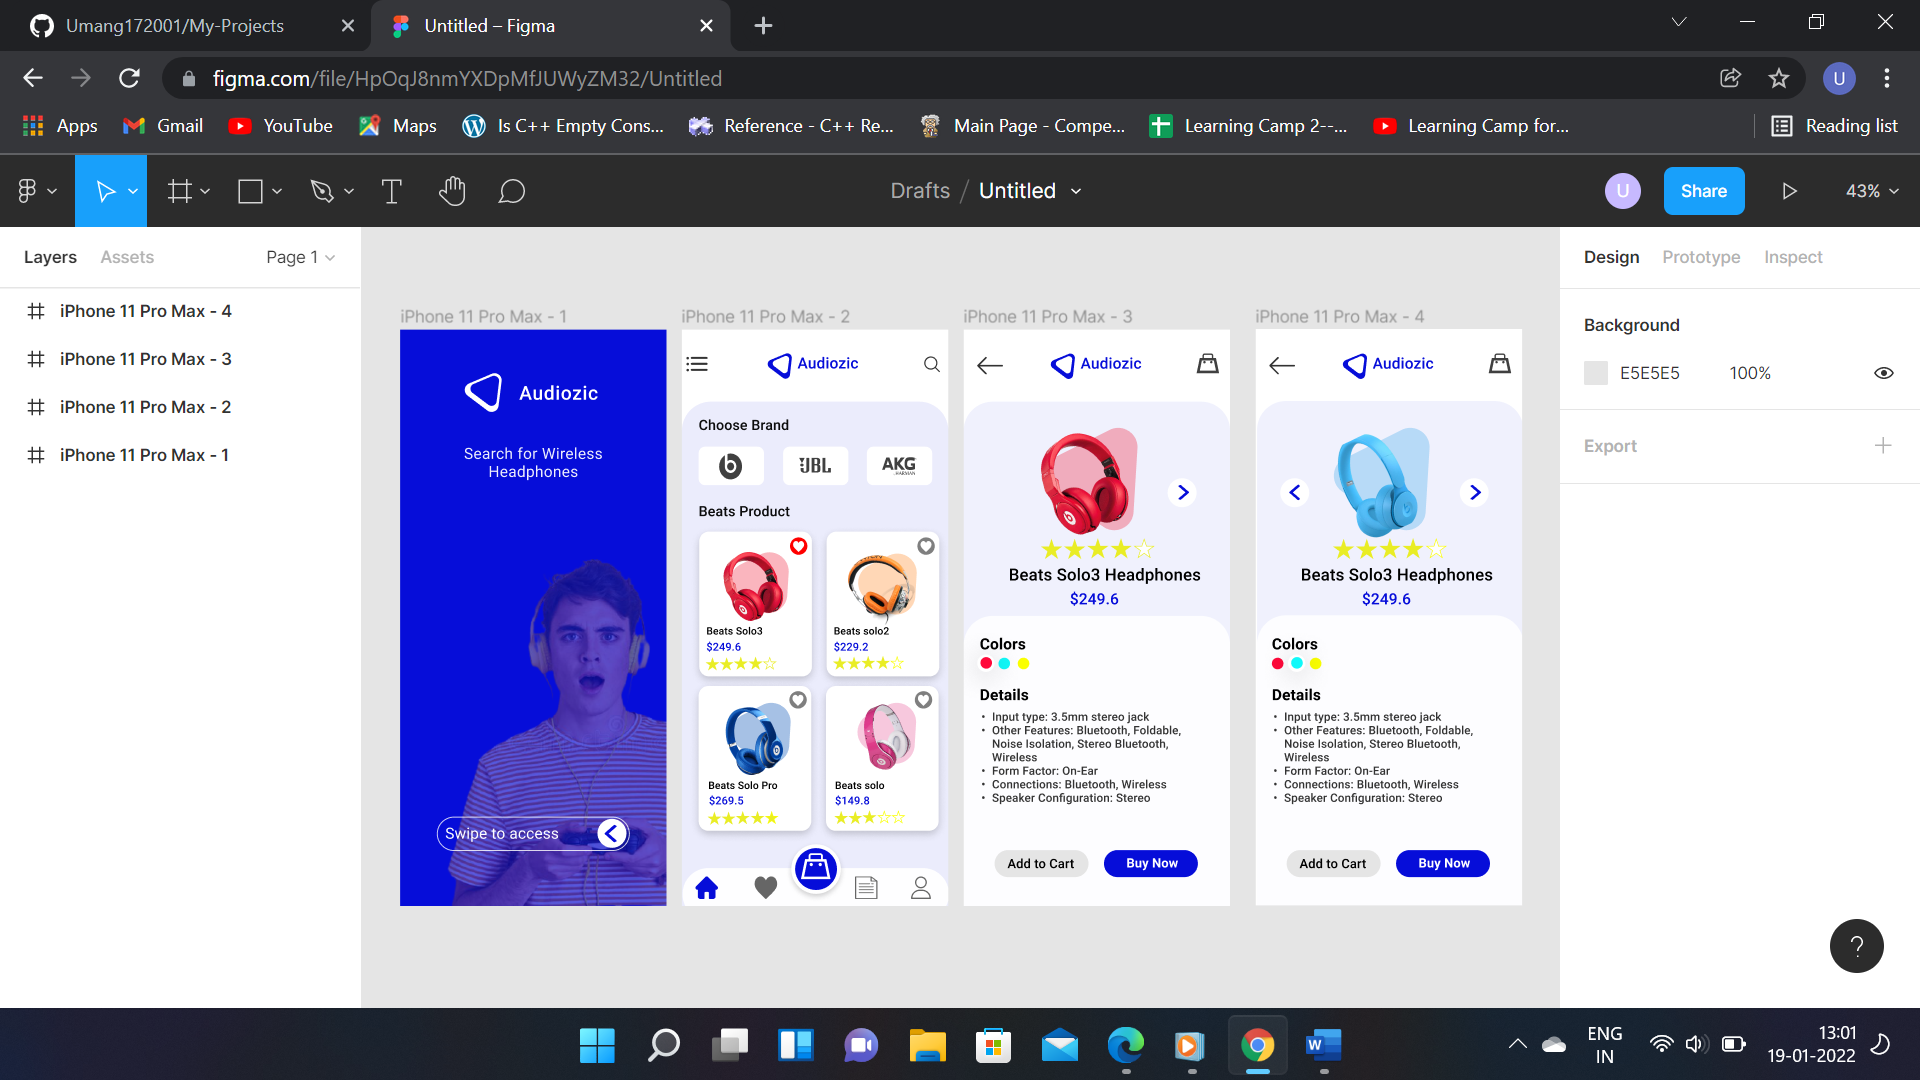 Umang172001/My-Projects
Untitled – Figma
figma.com/file/HpOqJ8nmYXDpMfJUWyZM32/Untitled
U
Apps
Gmail
YouTube
Maps
Is C++ Empty Cons...
Reference - C++ Re...
Main Page - Compe...
Learning Camp 2--...
Learning Camp for...
Reading list
Drafts / Untitled
U
Share
43%
Layers
Assets
Page 1
iPhone 11 Pro Max - 4
iPhone 11 Pro Max - 3
iPhone 11 Pro Max - 2
iPhone 11 Pro Max - 1
iPhone 11 Pro Max - 1
Audiozic
Search for Wireless
Headphones
Swipe to access
iPhone 11 Pro Max - 2
Audiozic
Choose Brand
b
JBL
AKG
HARMAN
Beats Product
Beats Solo3
$249.6
Beats solo2
$229.2
Beats Solo Pro
$269.5
Beats solo
$149.8
iPhone 11 Pro Max - 3
Audiozic
Beats Solo3 Headphones
$249.6
Colors
Details
• Input type: 3.5mm stereo jack
• Other Features: Bluetooth, Foldable,
Noise Isolation, Stereo Bluetooth,
Wireless
• Form Factor: On-Ear
• Connections: Bluetooth, Wireless
• Speaker Configuration: Stereo
Add to Cart
Buy Now
iPhone 11 Pro Max - 4
Audiozic
Beats Solo3 Headphones
$249.6
Colors
Details
• Input type: 3.5mm stereo jack
• Other Features: Bluetooth, Foldable,
Noise Isolation, Stereo Bluetooth,
Wireless
• Form Factor: On-Ear
• Connections: Bluetooth, Wireless
• Speaker Configuration: Stereo
Add to Cart
Buy Now
Design
Prototype
Inspect
Background
E5E5E5
100%
Export
?
W
ENG
IN
13:01
19-01-2022